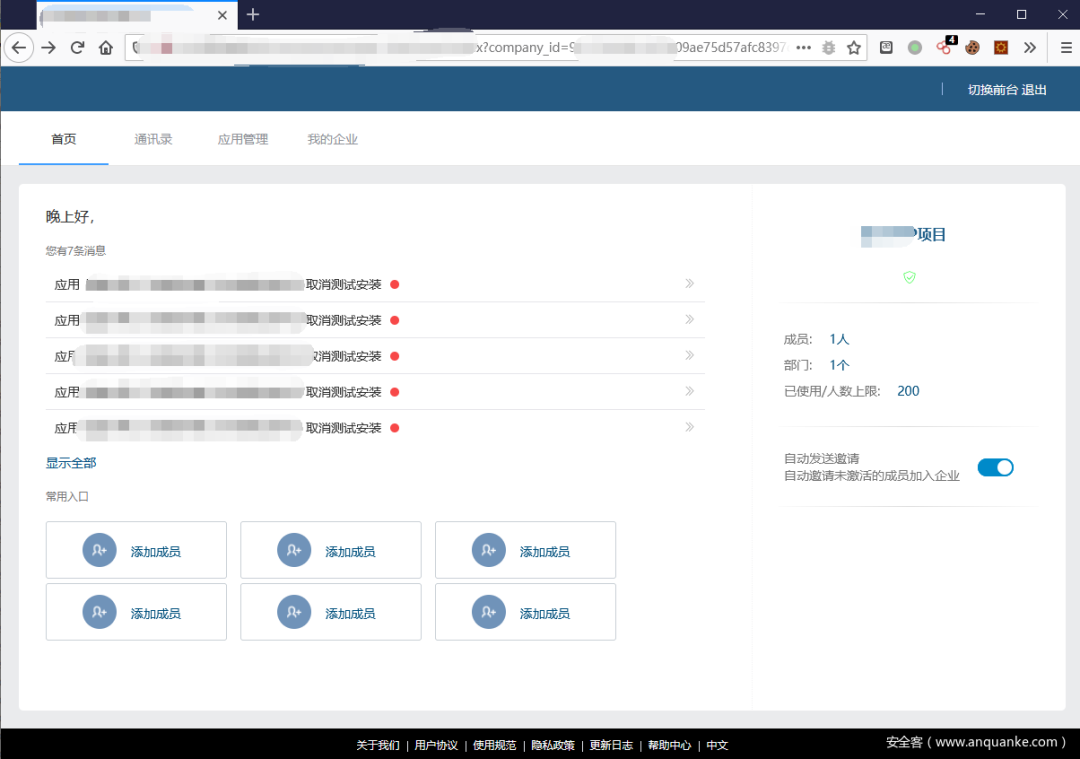 x?company_id=9
09ae75d57afc8397
4
切换前台 退出
首页 通讯录 应用管理 我的企业
晚上好,
您有7条消息
应用 取消测试安装
应用 取消测试安装
应用 取消测试安装
应用 取消测试安装
应用 取消测试安装
显示全部
常用入口
添加成员 添加成员 添加成员
添加成员 添加成员 添加成员
项目
成员: 1人
部门: 1个
已使用/人数上限: 200
自动发送邀请
自动邀请未激活的成员加入企业
关于我们 | 用户协议 | 使用规范 | 隐私政策 | 更新日志 | 帮助中心 | 中文
安全客 ( www.anquanke.com )